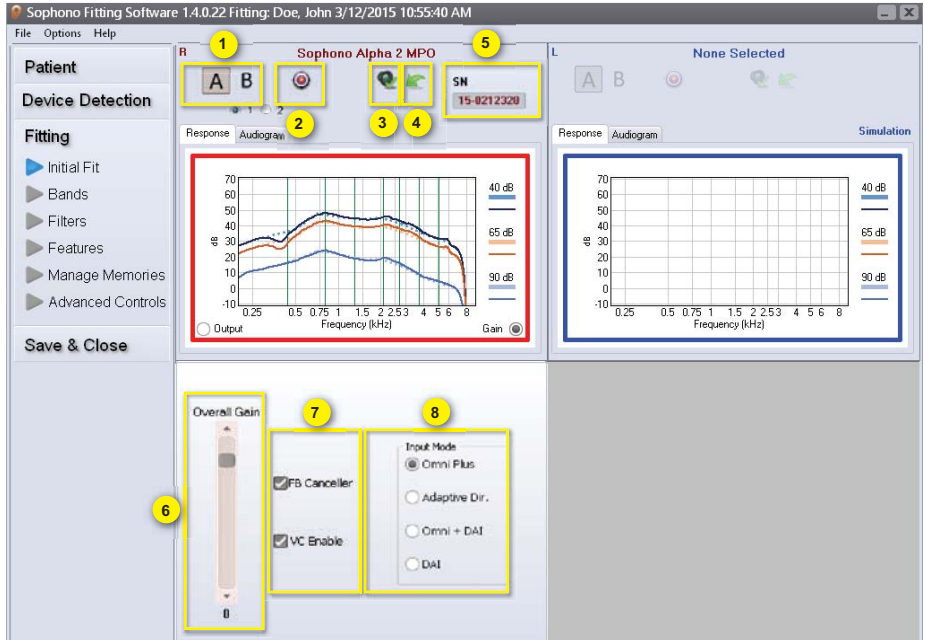 Sophono Fitting Software 1.4.0.22 Fitting: Doe, John 3/12/2015 10:55:40 AM
File Options Help
Patient
Device Detection
Fitting
Initial Fit
Bands
Filters
Features
Manage Memories
Advanced Controls
Save & Close
R
Sophono Alpha 2 MPO
1
5
A B
SN
15-0212320
1 2
2
3
4
Response Audiogram
70
60
50
40
30
20
10
0
-10
dB
0.25 0.5 0.75 1 1.5 2 2.5 3 4 5 6 8
Frequency (kHz)
Output
Gain
40 dB
65 dB
90 dB
L
None Selected
A B
Response Audiogram
Simulation
70
60
50
40
30
20
10
0
-10
dB
0.25 0.5 0.75 1 1.5 2 2.5 3 4 5 6 8
Frequency (kHz)
40 dB
65 dB
90 dB
6
Overall Gain
0
7
FB Canceller
VC Enable
8
Input Mode
Omni Plus
Adaptive Dir.
Omni + DAI
DAI